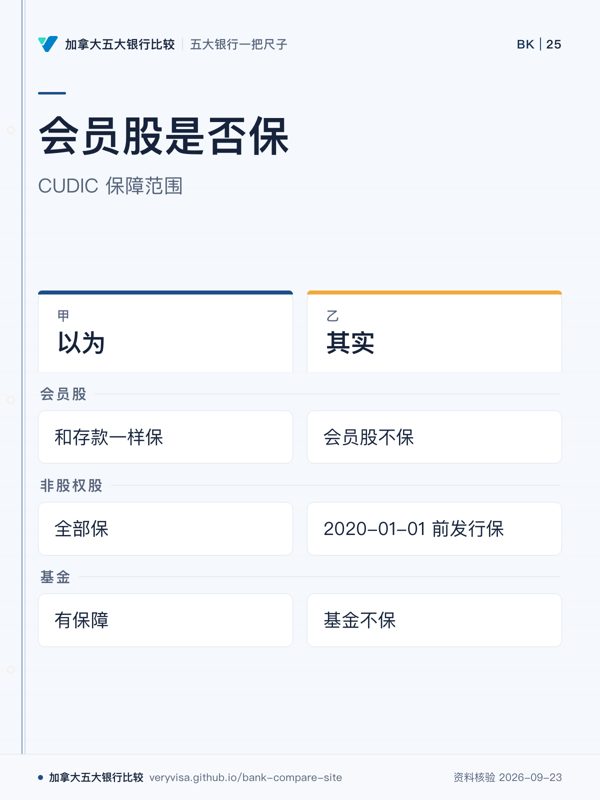 加拿大五大银行比较 | 五大银行一把尺子
BK | 25
会员股是否保
CUDIC 保障范围
甲
以为
乙
其实
会员股
和存款一样保
会员股不保
非股权股
全部保
2020-01-01 前发行保
基金
有保障
基金不保
加拿大五大银行比较 veryvisa.github.io/bank-compare-site
资料核验 2026-09-23